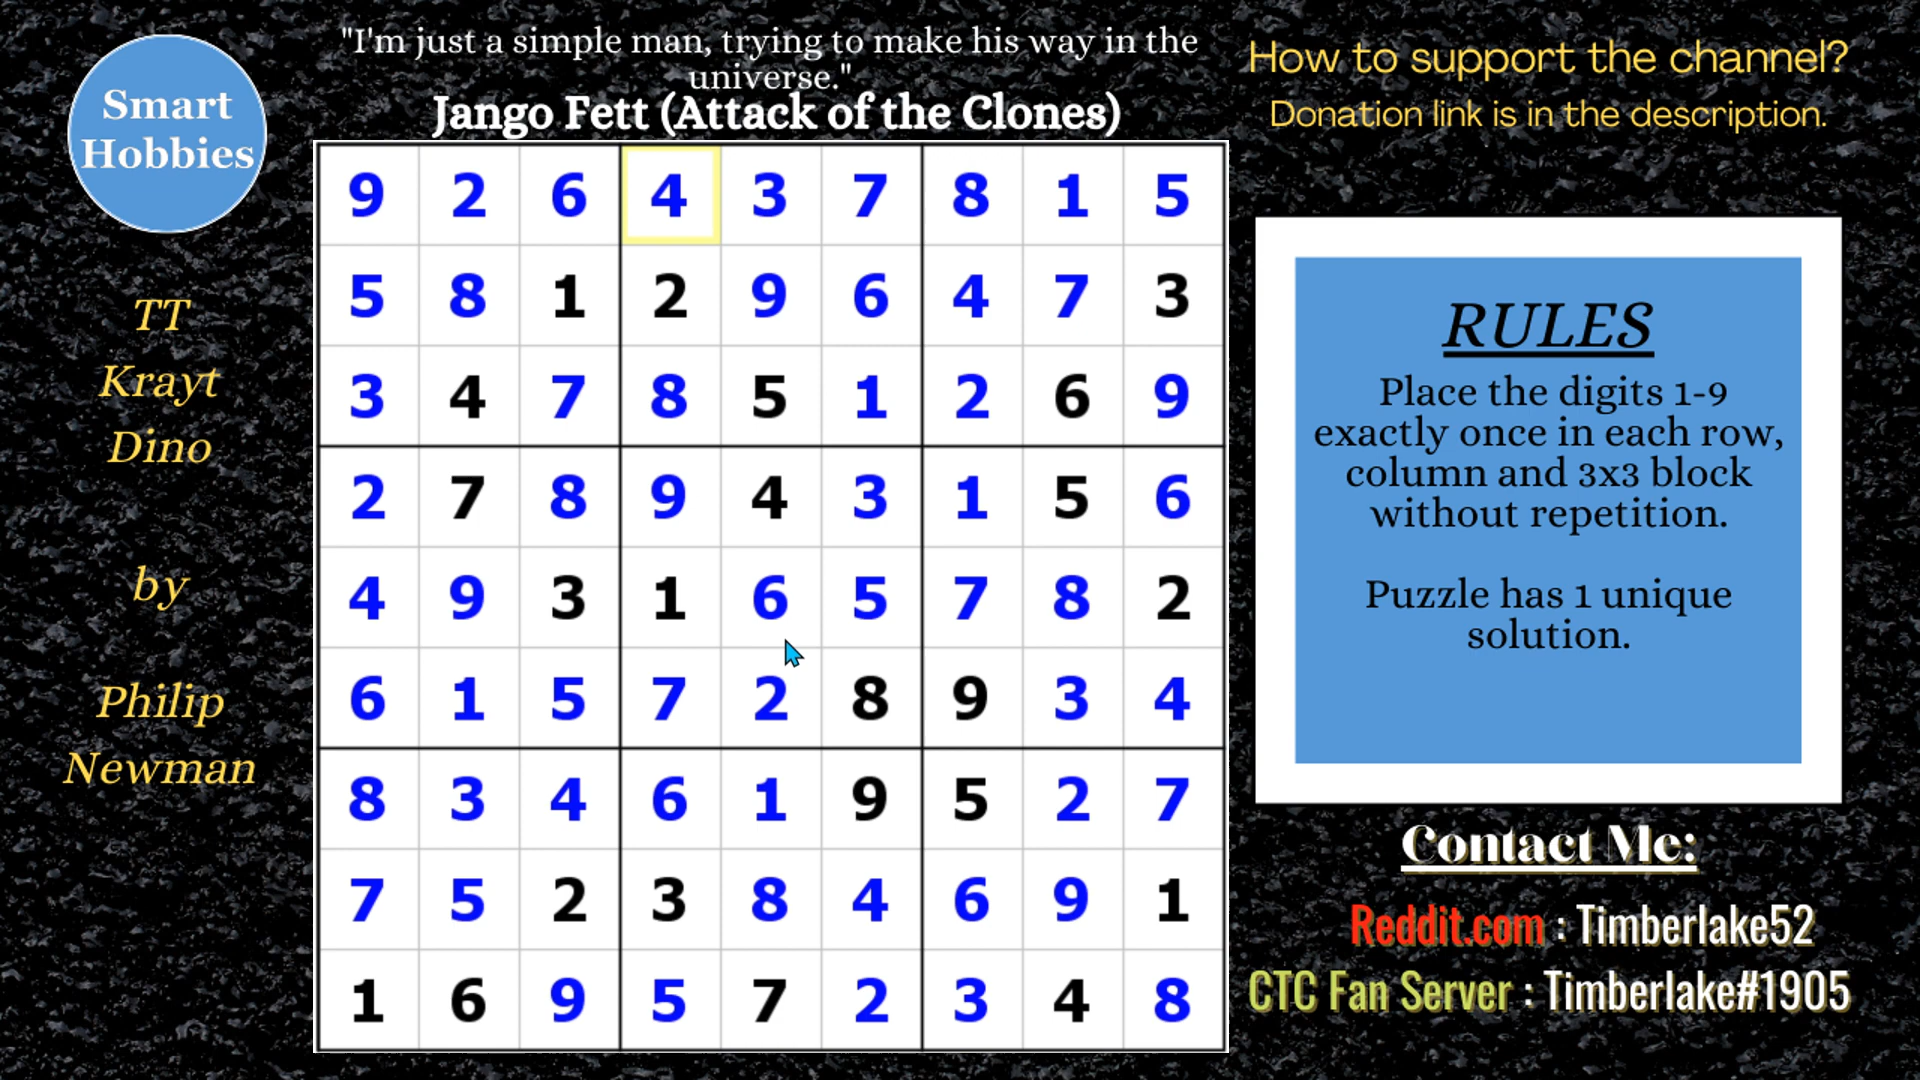 Smart
Hobbies
"I'm just a simple man, trying to make his way in the
universe."
Jango Fett (Attack of the Clones)
How to support the channel?
Donation link is in the description.
TT
Krayt
Dino
by
Philip
Newman
9 2 6 4 3 7 8 1 5
5 8 1 2 9 6 4 7 3
3 4 7 8 5 1 2 6 9
2 7 8 9 4 3 1 5 6
4 9 3 1 6 5 7 8 2
6 1 5 7 2 8 9 3 4
8 3 4 6 1 9 5 2 7
7 5 2 3 8 4 6 9 1
1 6 9 5 7 2 3 4 8
RULES
Place the digits 1-9
exactly once in each row,
column and 3x3 block
without repetition.
Puzzle has 1 unique
solution.
Contact Me:
Reddit.com : Timberlake52
CTC Fan Server : Timberlake#1905